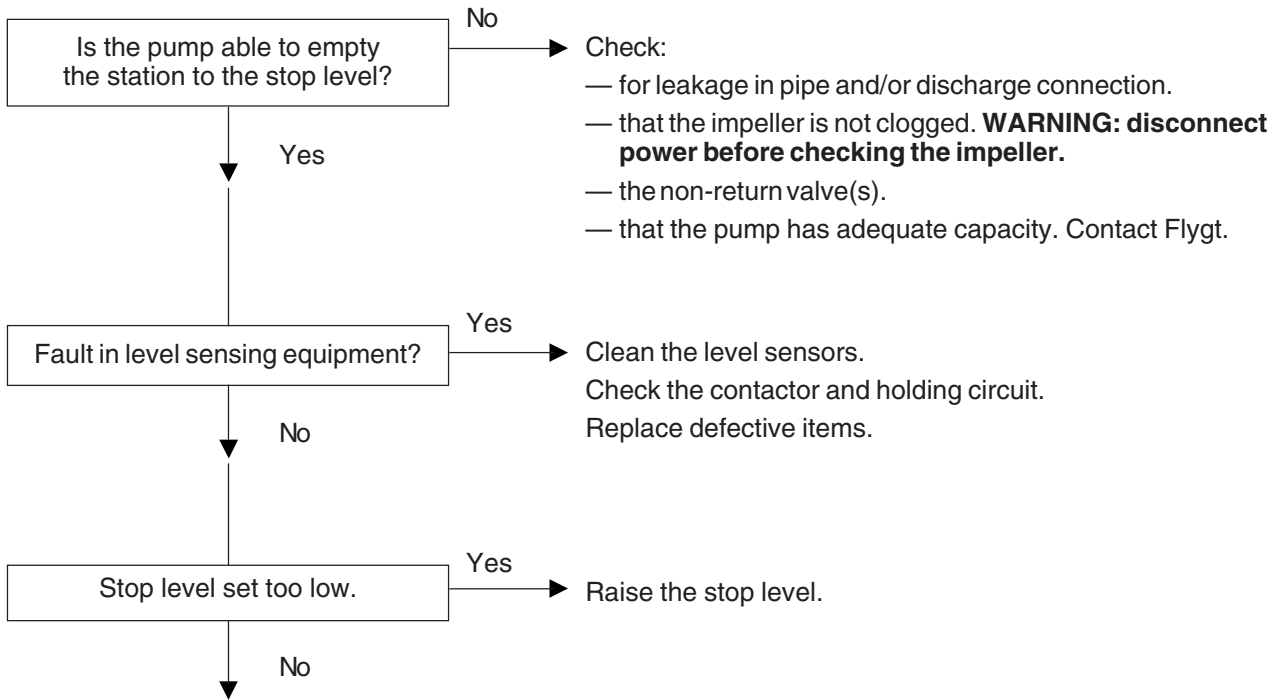 No
Is the pump able to empty
the station to the stop level?
Check:
— for leakage in pipe and/or discharge connection.
— that the impeller is not clogged. WARNING: disconnect
power before checking the impeller.
— the non-return valve(s).
— that the pump has adequate capacity. Contact Flygt.
Yes
Yes
Fault in level sensing equipment?
Clean the level sensors.
Check the contactor and holding circuit.
Replace defective items.
No
Yes
Stop level set too low.
Raise the stop level.
No